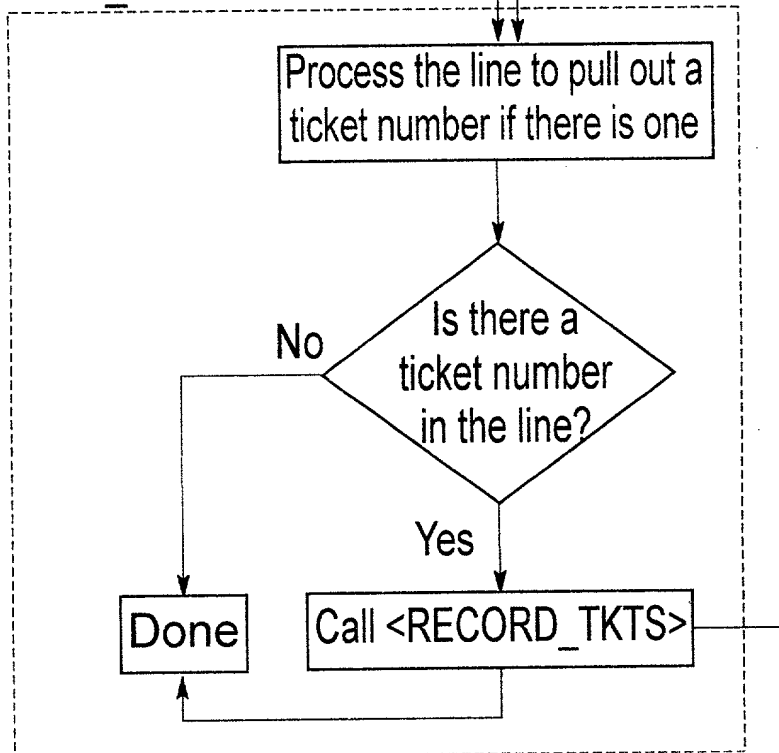 Process the line to pull out a
ticket number if there is one
Is there a
ticket number
in the line?
No
Yes
Done
Call <RECORD_TKTS>